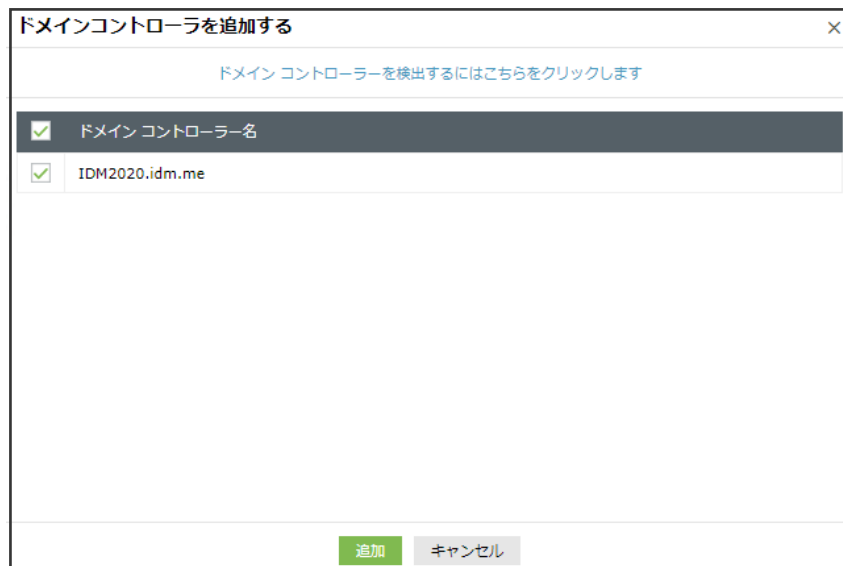 ドメインコントローラを追加する
ドメイン コントローラーを検出するにはこちらをクリックします
ドメイン コントローラー名
IDM2020.idm.me
追加 キャンセル